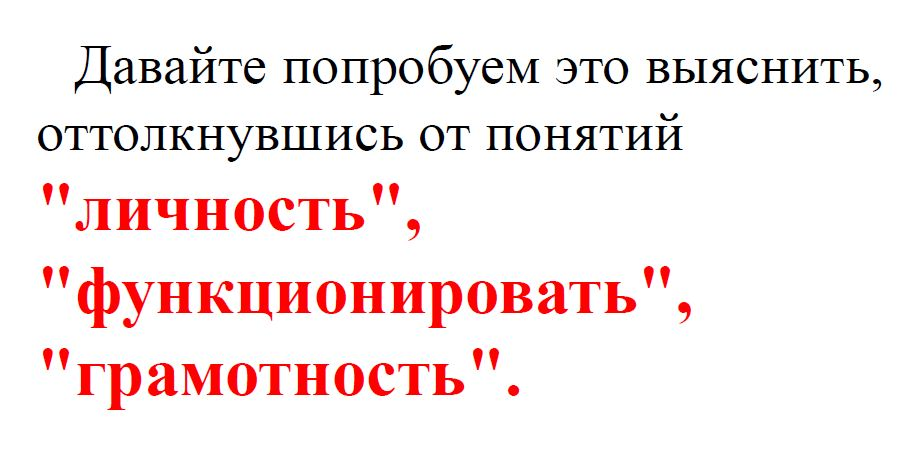 Давайте попробуем это выяснить,
оттолкнувшись от понятий
"личность",
"функционировать",
"грамотность".